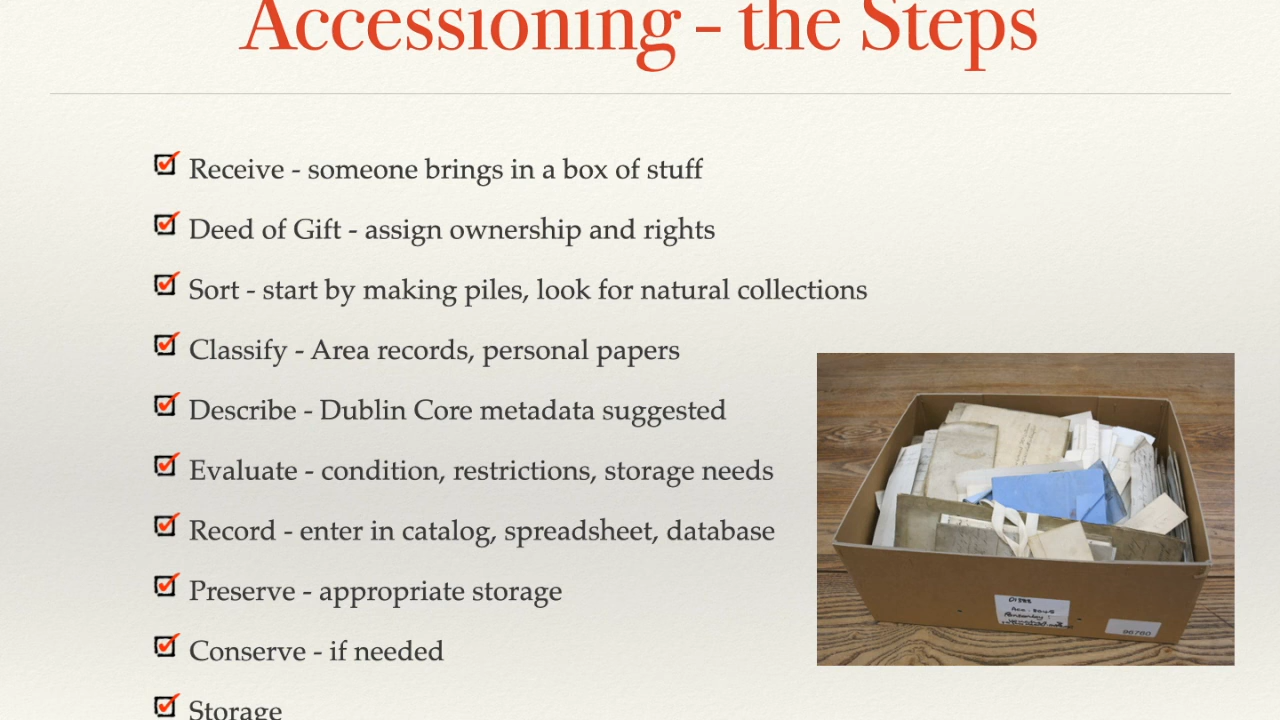 Accessioning - the Steps
Receive - someone brings in a box of stuff
Deed of Gift - assign ownership and rights
Sort - start by making piles, look for natural collections
Classify - Area records, personal papers
Describe - Dublin Core metadata suggested
Evaluate - condition, restrictions, storage needs
Record - enter in catalog, spreadsheet, database
Preserve - appropriate storage
Conserve - if needed
Storage
96760